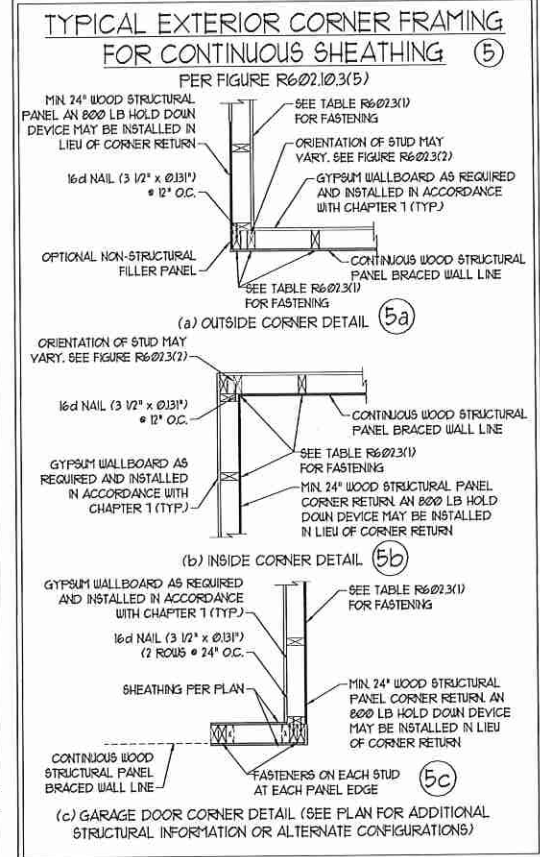 TYPICAL EXTERIOR CORNER FRAMING
FOR CONTINUOUS SHEATHING 5
PER FIGURE R602.10.3(5)
MIN. 24" WOOD STRUCTURAL
PANEL AN 800 LB HOLD DOWN
DEVICE MAY BE INSTALLED IN
LIEU OF CORNER RETURN
SEE TABLE R602.3(1)
FOR FASTENING
ORIENTATION OF STUD MAY
VARY. SEE FIGURE R602.3(2)
16d NAIL (3 1/2" x 0.131")
@ 12" O.C.
GYPSUM WALLBOARD AS REQUIRED
AND INSTALLED IN ACCORDANCE
WITH CHAPTER 7 (TYP.)
OPTIONAL NON-STRUCTURAL
FILLER PANEL
CONTINUOUS WOOD STRUCTURAL
PANEL BRACED WALL LINE
SEE TABLE R602.3(1)
FOR FASTENING
(a) OUTSIDE CORNER DETAIL 5a
ORIENTATION OF STUD MAY
VARY. SEE FIGURE R602.3(2)
16d NAIL (3 1/2" x 0.131")
@ 12" O.C.
CONTINUOUS WOOD STRUCTURAL
PANEL BRACED WALL LINE
SEE TABLE R602.3(1)
FOR FASTENING
GYPSUM WALLBOARD AS
REQUIRED AND INSTALLED
IN ACCORDANCE WITH
CHAPTER 7 (TYP.)
MIN. 24" WOOD STRUCTURAL PANEL
CORNER RETURN. AN 800 LB HOLD
DOWN DEVICE MAY BE INSTALLED
IN LIEU OF CORNER RETURN
(b) INSIDE CORNER DETAIL 5b
GYPSUM WALLBOARD AS REQUIRED
AND INSTALLED IN ACCORDANCE
WITH CHAPTER 7 (TYP.)
SEE TABLE R602.3(1)
FOR FASTENING
16d NAIL (3 1/2" x 0.131")
(2 ROWS @ 24" O.C.
SHEATHING PER PLAN
MIN. 24" WOOD STRUCTURAL
PANEL CORNER RETURN. AN
800 LB HOLD DOWN DEVICE
MAY BE INSTALLED IN LIEU
OF CORNER RETURN
CONTINUOUS WOOD
STRUCTURAL PANEL
BRACED WALL LINE
FASTENERS ON EACH STUD
AT EACH PANEL EDGE
5c
(c) GARAGE DOOR CORNER DETAIL (SEE PLAN FOR ADDITIONAL
STRUCTURAL INFORMATION OR ALTERNATE CONFIGURATIONS)